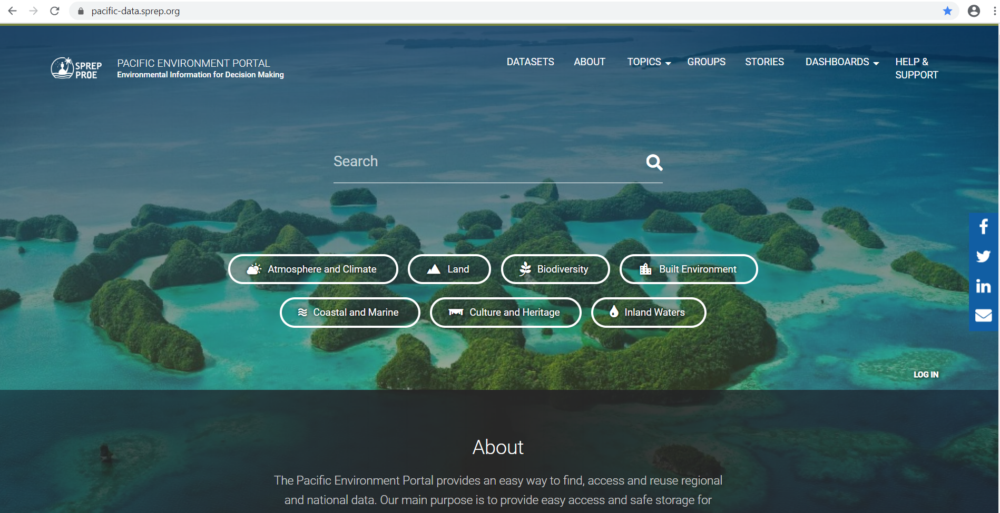 pacific-data.sprep.org
SPREP
PROE
PACIFIC ENVIRONMENT PORTAL
Environmental Information for Decision Making
DATASETS
ABOUT
TOPICS
GROUPS
STORIES
DASHBOARDS
HELP &
SUPPORT
Search
Atmosphere and Climate
Land
Biodiversity
Built Environment
Coastal and Marine
Culture and Heritage
Inland Waters
LOG IN
About
The Pacific Environment Portal provides an easy way to find, access and reuse regional
and national data. Our main purpose is to provide easy access and safe storage for